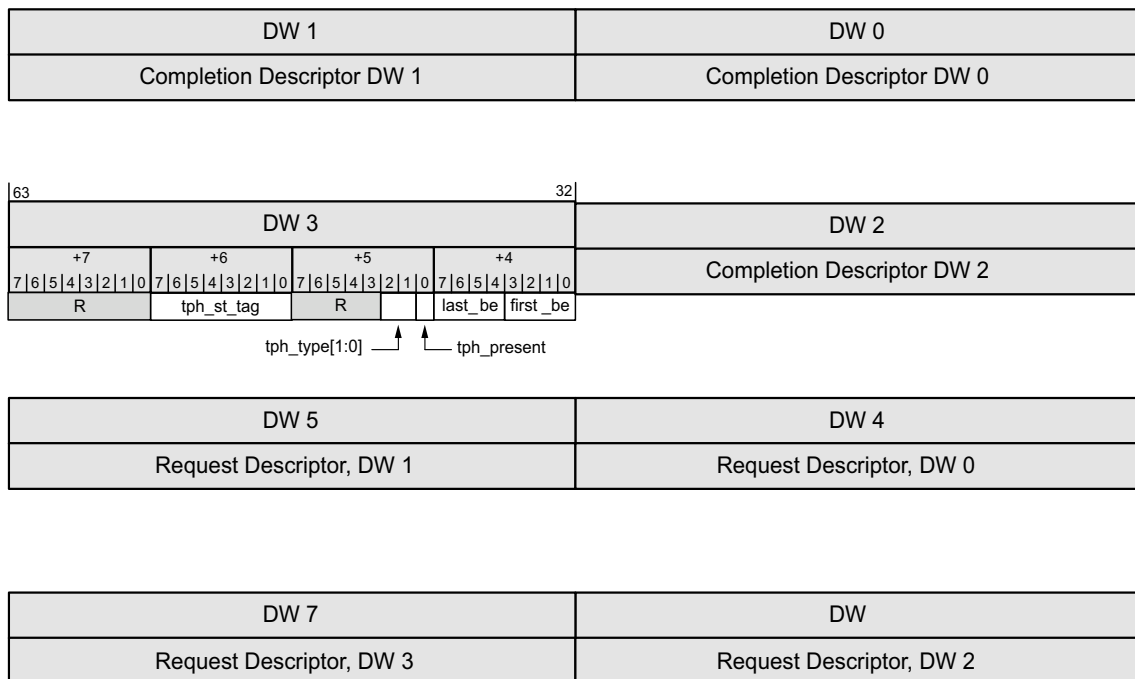 DW 1 DW 0
Completion Descriptor DW 1 Completion Descriptor DW 0
63 32
DW 3 DW 2
+7 +6 +5 +4 Completion Descriptor DW 2
7 6 5 4 3 2 1 0 7 6 5 4 3 2 1 0 7 6 5 4 3 2 1 0 7 6 5 4 3 2 1 0
R tph_st_tag R last_be first _be
tph_type[1:0] tph_present
DW 5 DW 4
Request Descriptor, DW 1 Request Descriptor, DW 0
DW 7 DW
Request Descriptor, DW 3 Request Descriptor, DW 2